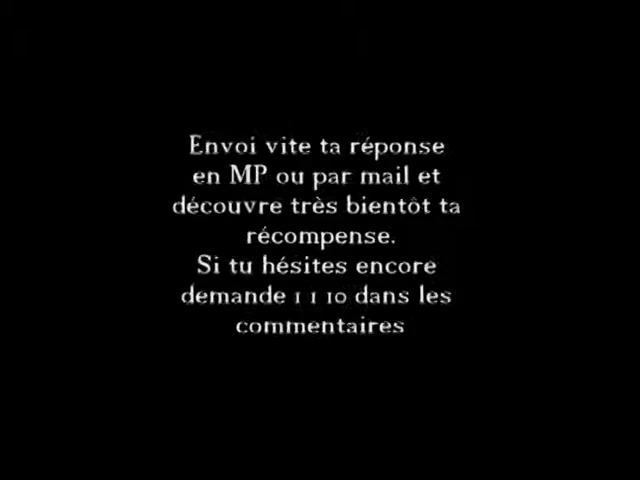 Envoi vite ta réponse
en MP ou par mail et
découvre très bientôt ta
récompense.
Si tu hésites encore
demande 1 1 10 dans les
commentaires